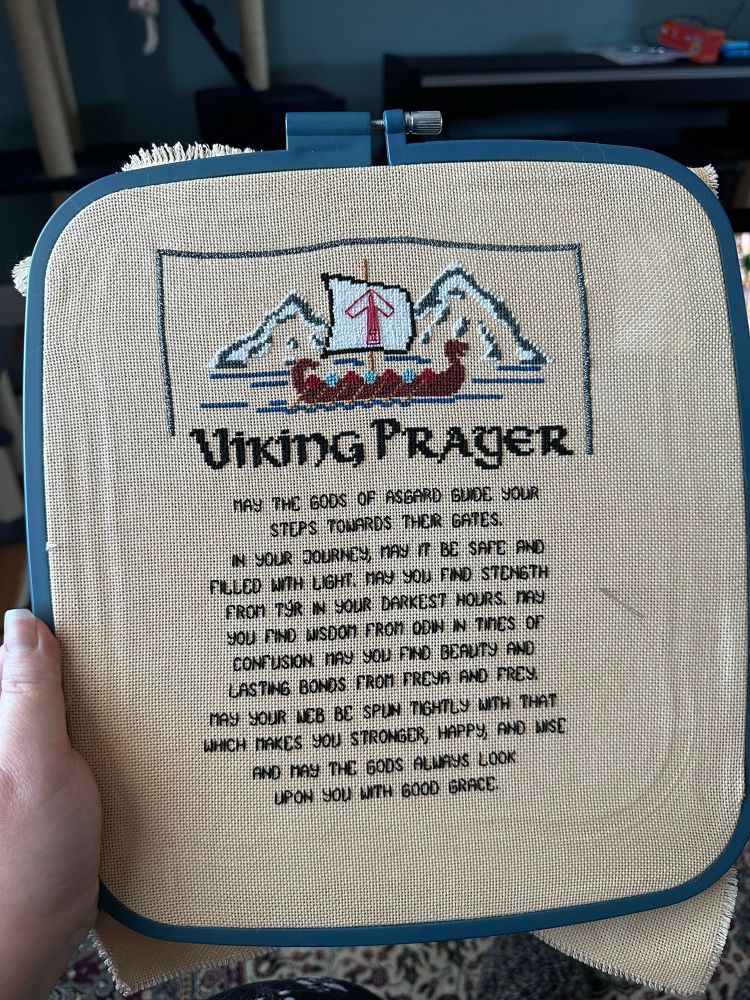 VIKING PRAYER
MAY THE GODS OF ASGARD GUIDE YOUR
STEPS TOWARDS THEIR GATES.
IN YOUR JOURNEY, MAY IT BE SAFE AND
FILLED WITH LIGHT. MAY YOU FIND STENGTH
FROM TÝR IN YOUR DARKEST HOURS. MAY
YOU FIND WISDOM FROM ODIN IN TIMES OF
CONFUSION. MAY YOU FIND BEAUTY AND
LASTING BONDS FROM FREYA AND FREY.
MAY YOUR WEB BE SPUN TIGHTLY WITH THAT
WHICH MAKES YOU STRONGER, HAPPY, AND WISE
AND MAY THE GODS ALWAYS LOOK
UPON YOU WITH GOOD GRACE.